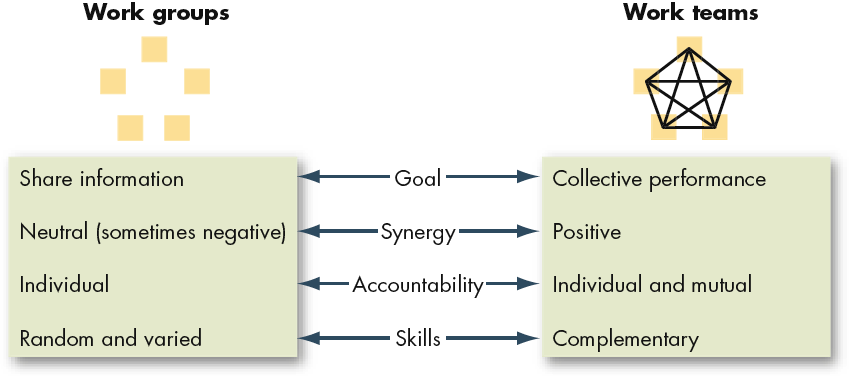 Work groups
Work teams
Share information
Goal
Collective performance
Neutral (sometimes negative)
Synergy
Positive
Individual
Accountability
Individual and mutual
Random and varied
Skills
Complementary